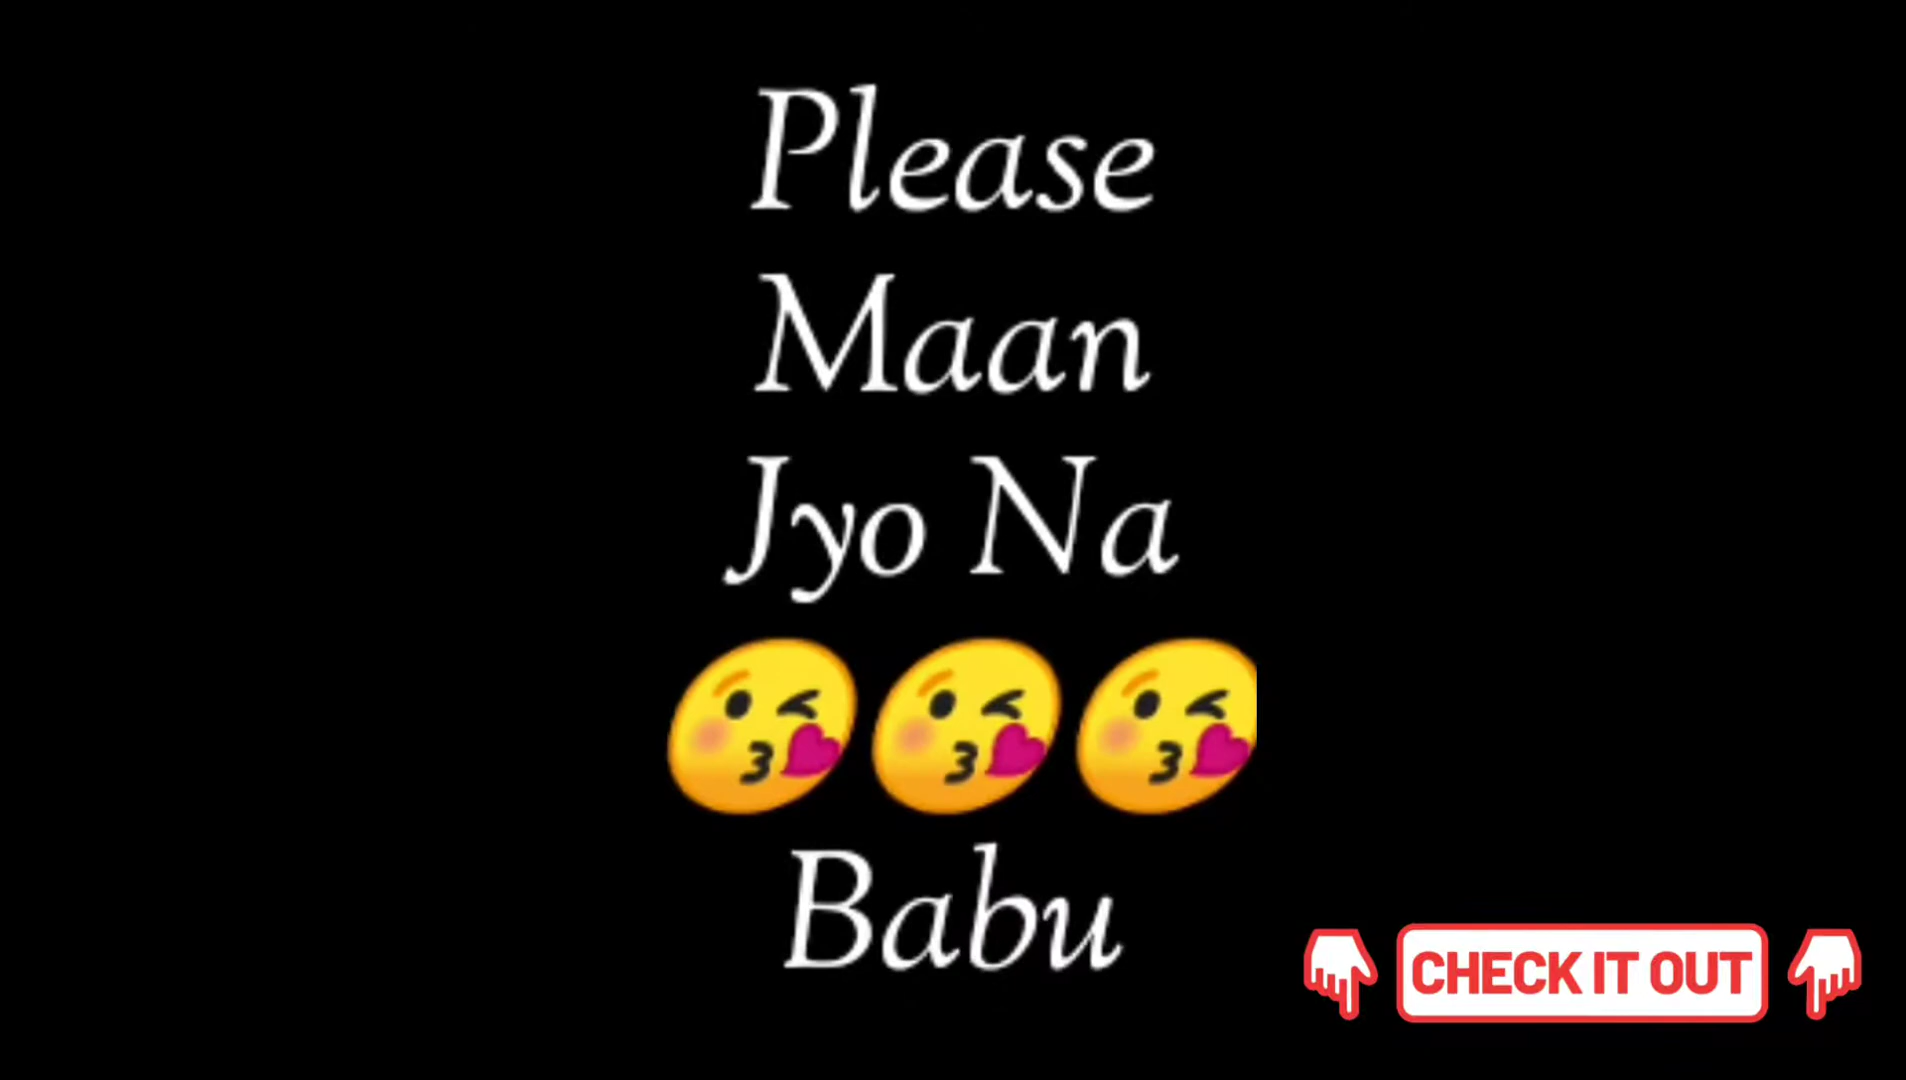 Please
Maan
Jyo Na
😘😘😘
Babu
CHECK IT OUT